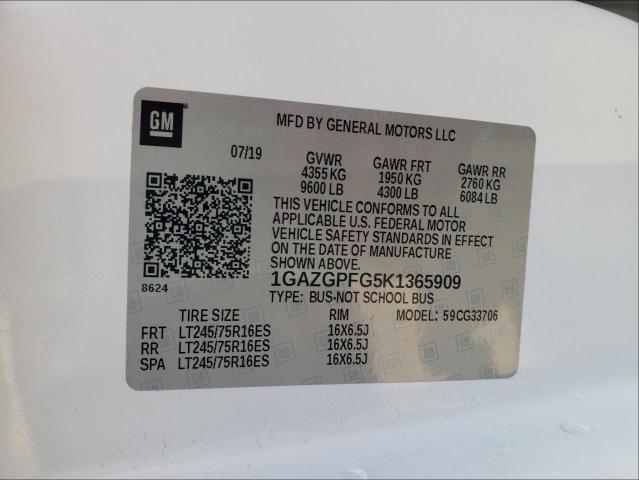 GM
MFD BY GENERAL MOTORS LLC
07/19 GVWR GAWR FRT GAWR RR
4355 KG 1950 KG 2760 KG
9600 LB 4300 LB 6084 LB
THIS VEHICLE CONFORMS TO ALL
APPLICABLE U.S. FEDERAL MOTOR
VEHICLE SAFETY STANDARDS IN EFFECT
ON THE DATE OF MANUFACTURE
SHOWN ABOVE.
8624
1GAZGPFG5K1365909
TYPE: BUS-NOT SCHOOL BUS
TIRE SIZE RIM MODEL: 59CG33706
FRT LT245/75R16ES 16X6.5J
RR LT245/75R16ES 16X6.5J
SPA LT245/75R16ES 16X6.5J